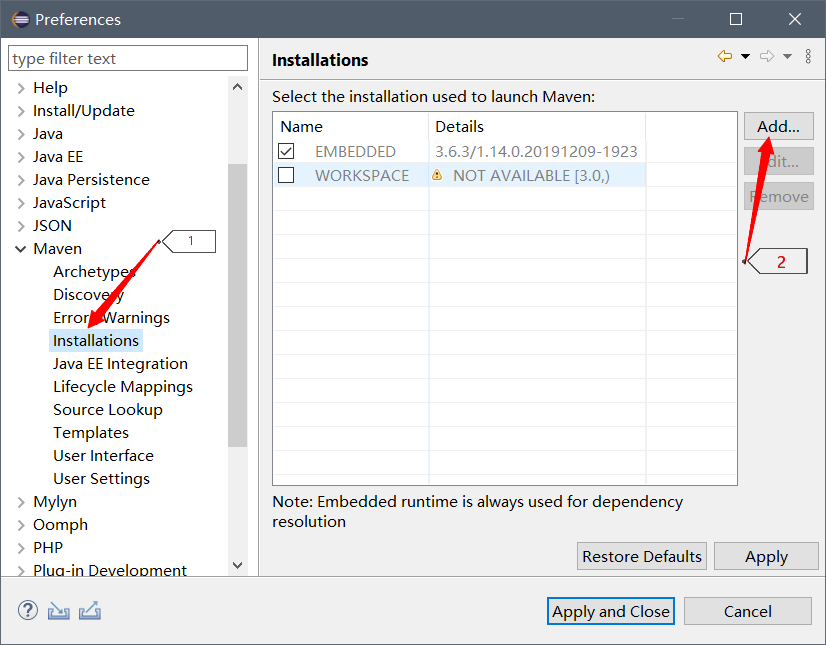 Preferences
type filter text
Help
Install/Update
Java
Java EE
Java Persistence
JavaScript
JSON
Maven
1
Archetypes
Discovery
Errors/Warnings
Installations
Java EE Integration
Lifecycle Mappings
Source Lookup
Templates
User Interface
User Settings
Mylyn
Oomph
PHP
Plug-in Development
Installations
Select the installation used to launch Maven:
Name Details
EMBEDDED 3.6.3/1.14.0.20191209-1923
WORKSPACE NOT AVAILABLE [3.0,)
Add...
Edit...
Remove
2
Note: Embedded runtime is always used for dependency
resolution
Restore Defaults Apply
Apply and Close Cancel